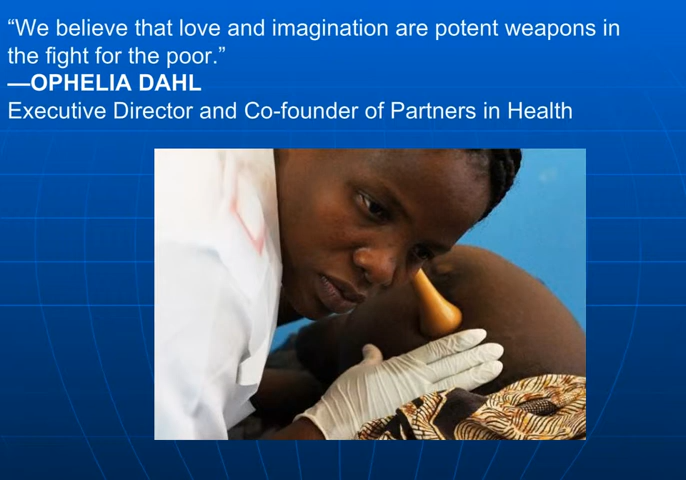 “We believe that love and imagination are potent weapons in
the fight for the poor.”
—OPHELIA DAHL
Executive Director and Co-founder of Partners in Health